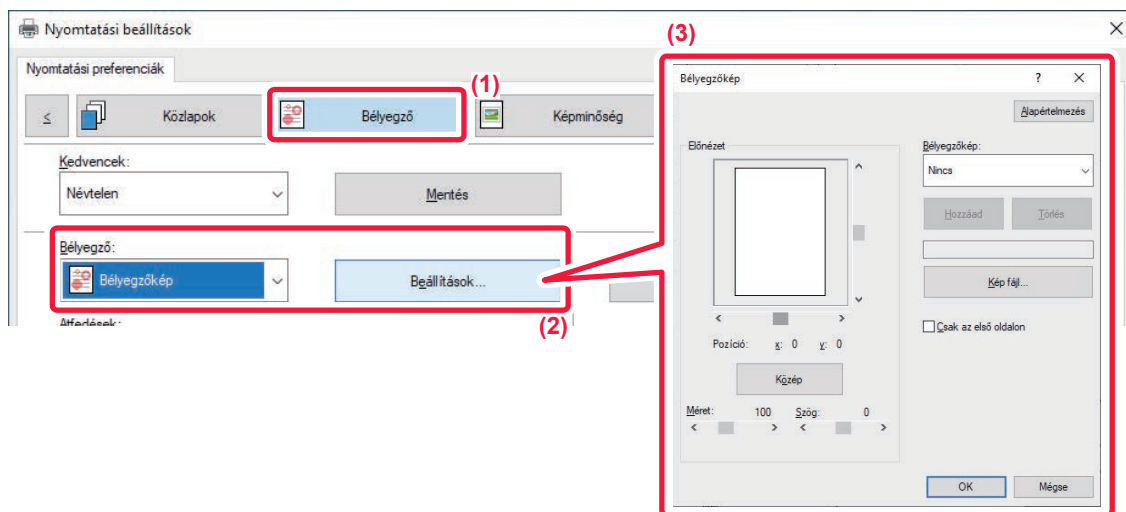 Nyomtatási beállítások
Nyomtatási preferenciák
(1)
≤
Közlapok
Bélyegző
Képminőség
Kedvencek:
Névtelen
Mentés
Bélyegző:
Bélyegzőkép
Beállítások...
(2)
Átfedések:
(3)
Bélyegzőkép
?
Alapértelmezés
Előnézet
Bélyegzőkép:
Nincs
Hozzáad
Törlés
Kép fájl...
Csak az első oldalon
Pozíció: x: 0 y: 0
Közép
Méret: 100 Szög: 0
OK
Mégse